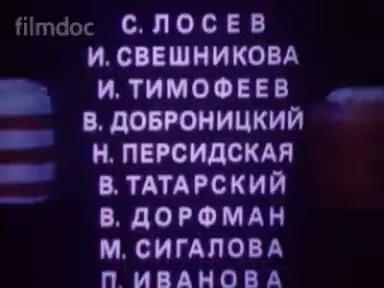 filmdoc
С. ЛОСЕВ
И. СВЕШНИКОВА
И. ТИМОФЕЕВ
В. ДОБРОНИЦКИЙ
Н. ПЕРСИДСКАЯ
В. ТАТАРСКИЙ
В. ДОРФМАН
М. СИГАЛОВА
Л. ИВАНОВА